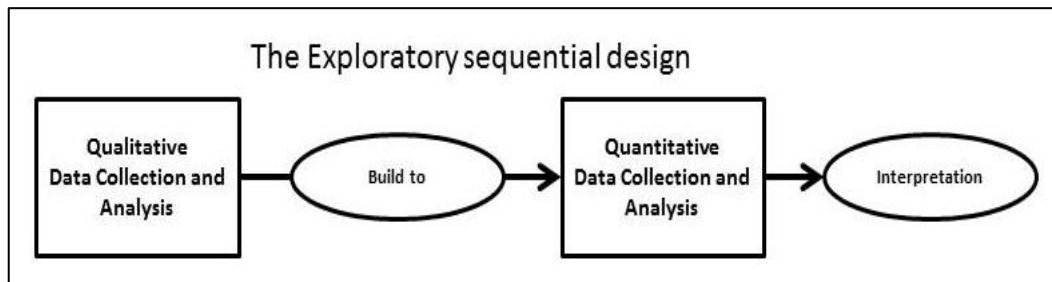 The Exploratory sequential design
Qualitative
Data Collection and
Analysis
Build to
Quantitative
Data Collection and
Analysis
Interpretation